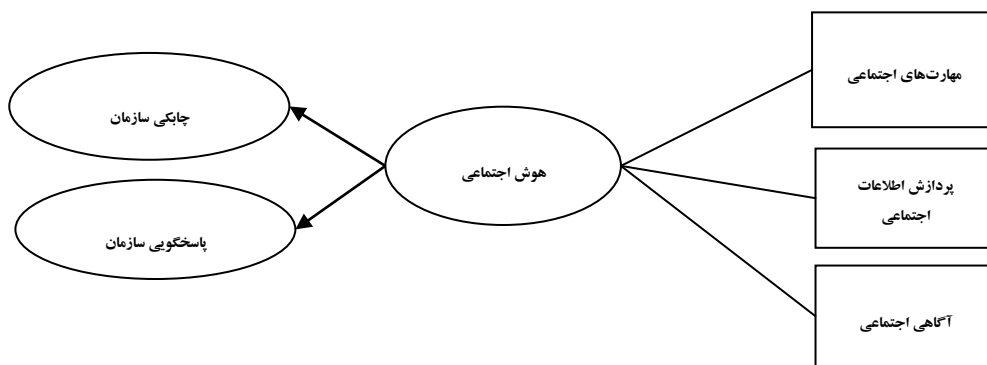 مهارت‌های اجتماعی
چابکی سازمان
هوش اجتماعی
پردازش اطلاعات
اجتماعی
پاسخگویی سازمان
آگاهی اجتماعی